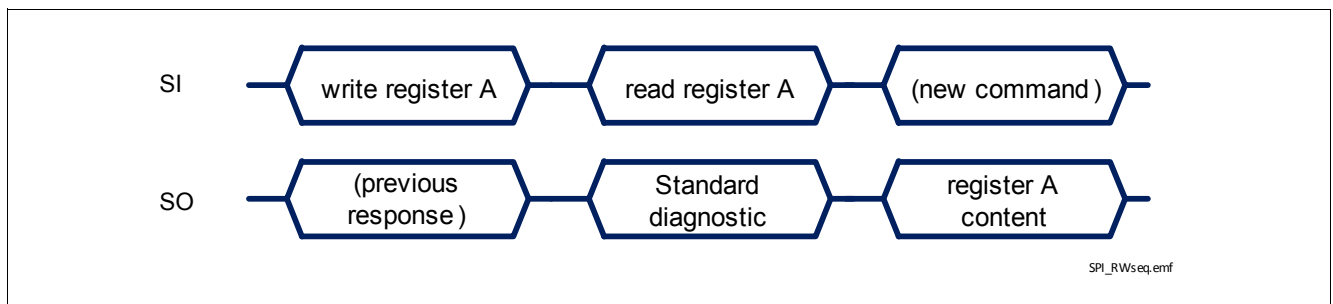 SI
write register A
read register A
(new command )
SO
(previous
response )
Standard
diagnostic
register A
content
SPI_RWseq.emf